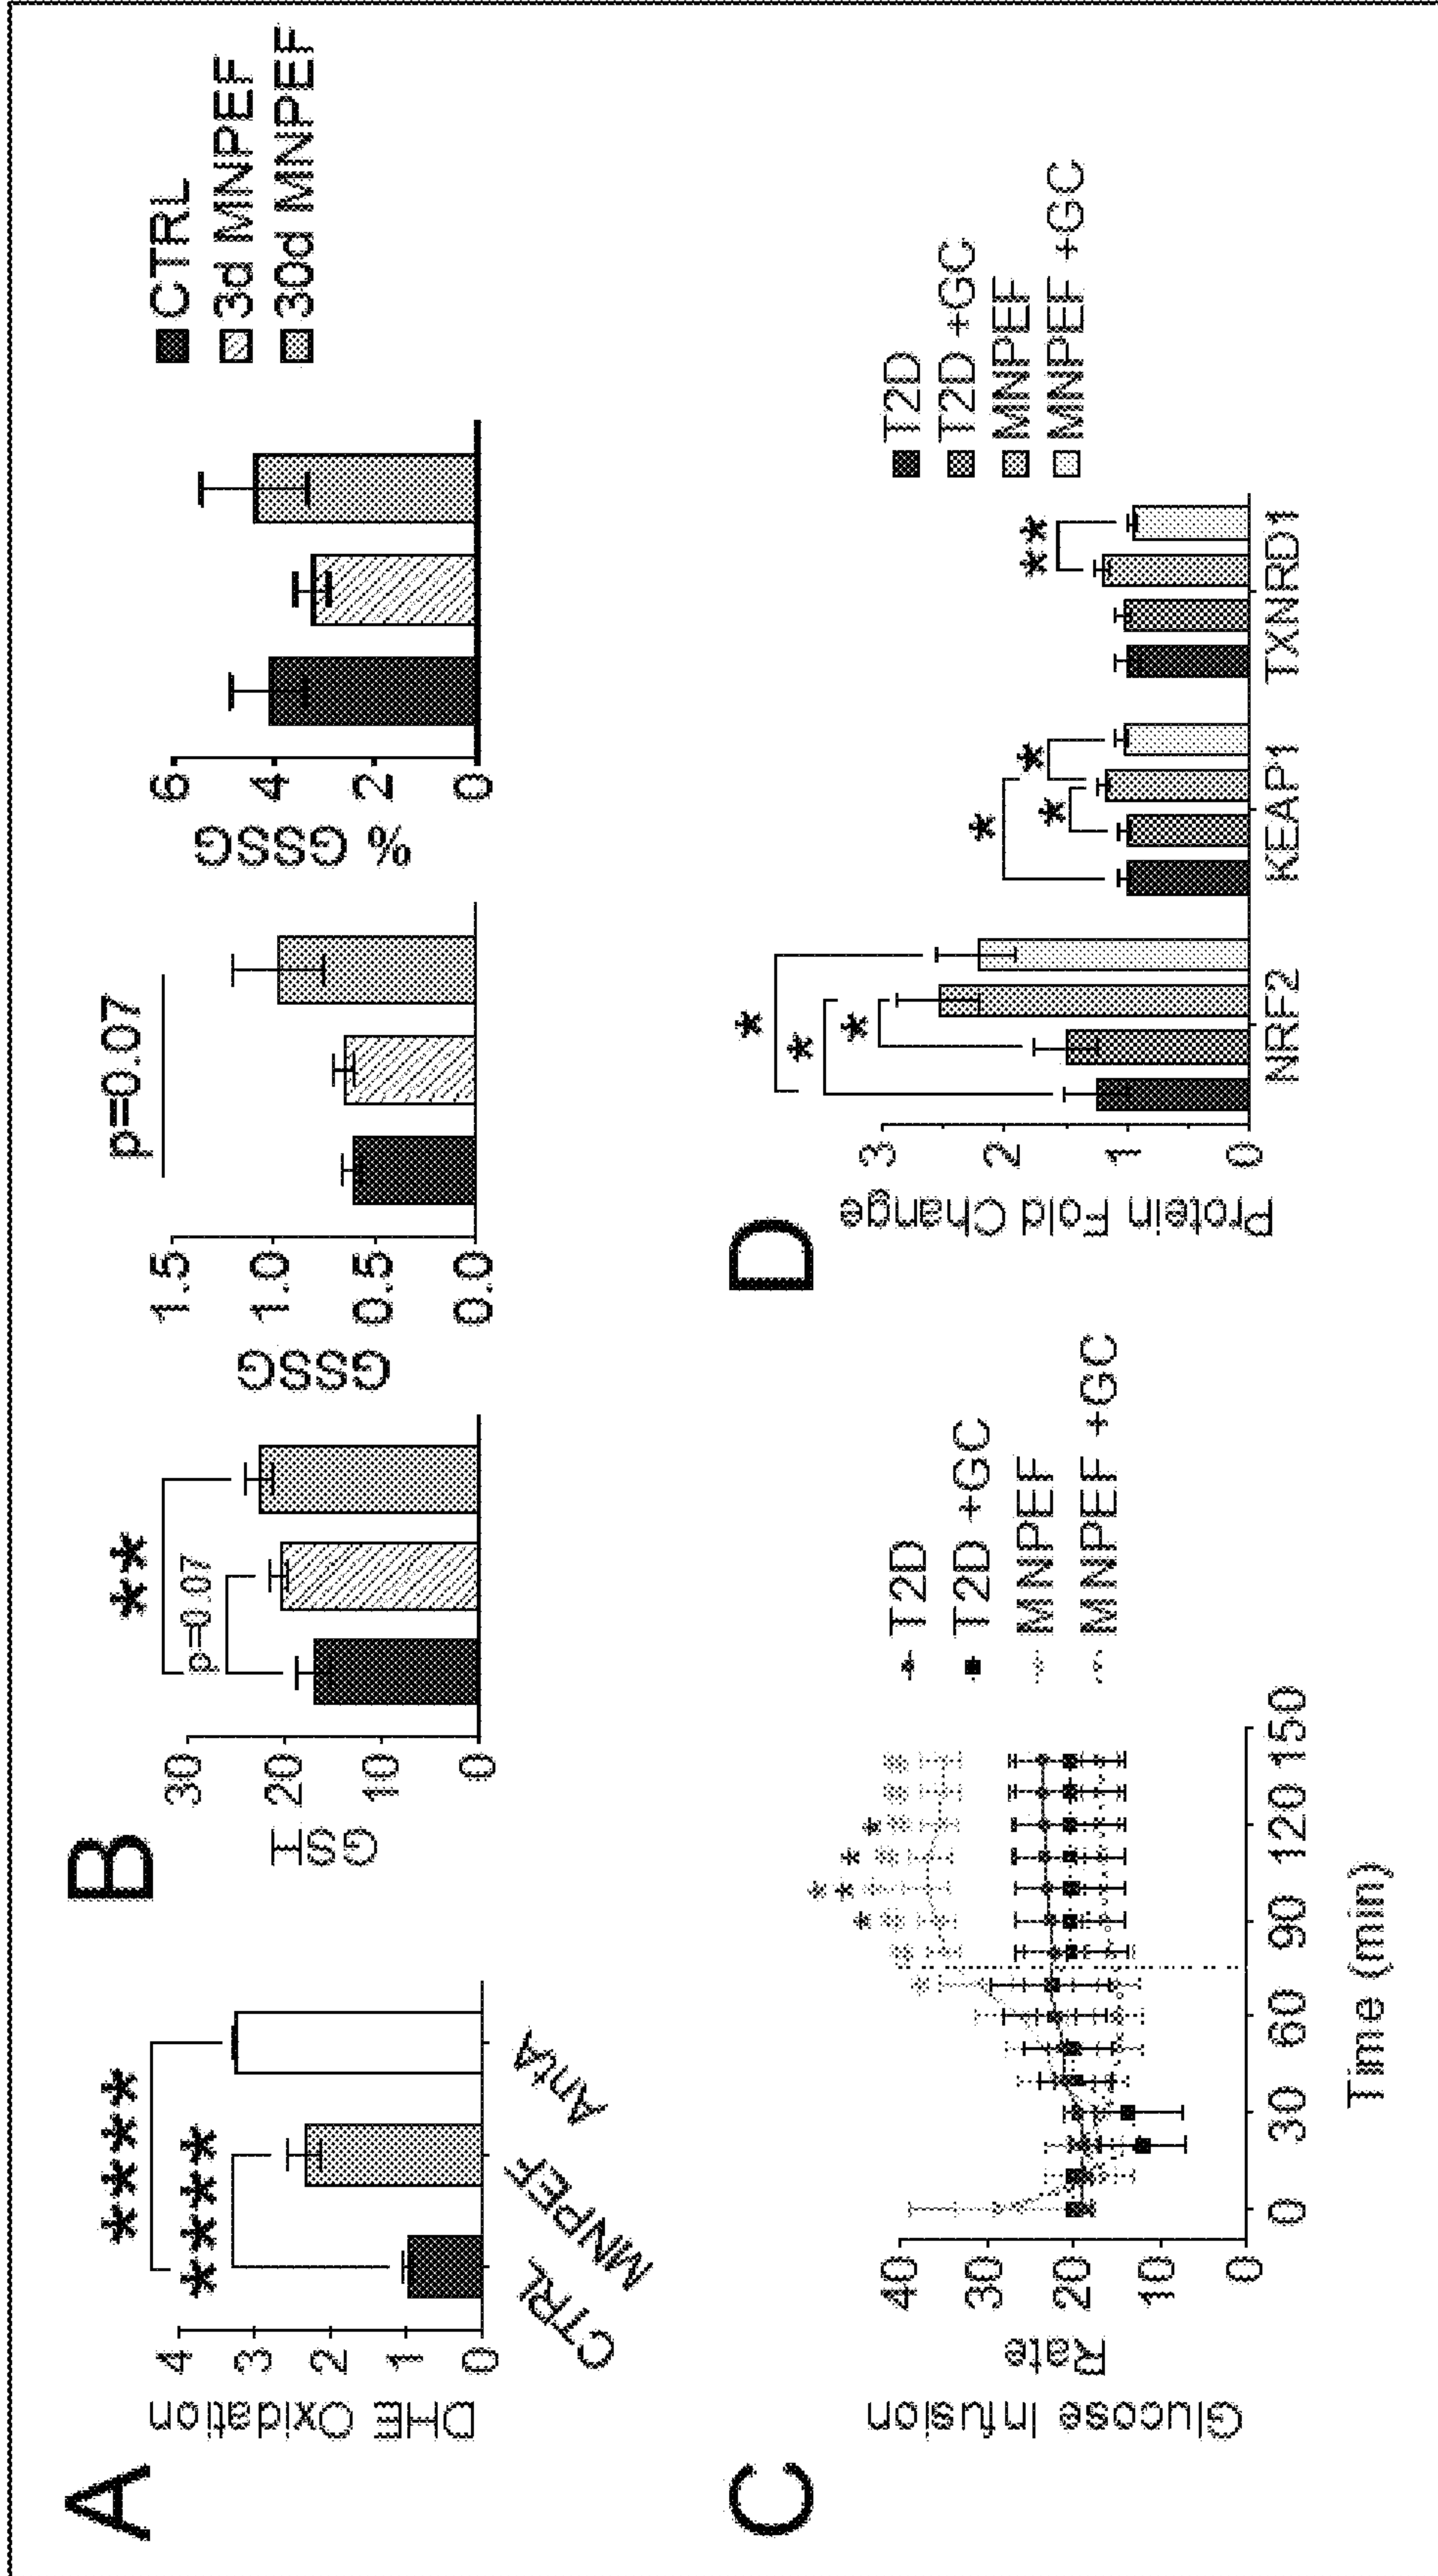 A
DHE Oxidation
4
3
2
1
0
****
****
CTRL
MNPEF
AntA
B
GSH
30
20
10
0
**
p=0.07
GSSG
1.5
1.0
0.5
0.0
p=0.07
% GSSG
6
4
2
0
CTRL
3d MNPEF
30d MNPEF
C
Glucose Infusion
Rate
40
30
20
10
0
0 30 60 90 120 150
Time (min)
T2D
T2D +GC
MNPEF
MNPEF +GC
D
Protein Fold Change
3
2
1
0
*
*
*
*
*
*
**
NRF2 KEAP1 TXNRD1
T2D
T2D +GC
MNPEF
MNPEF +GC